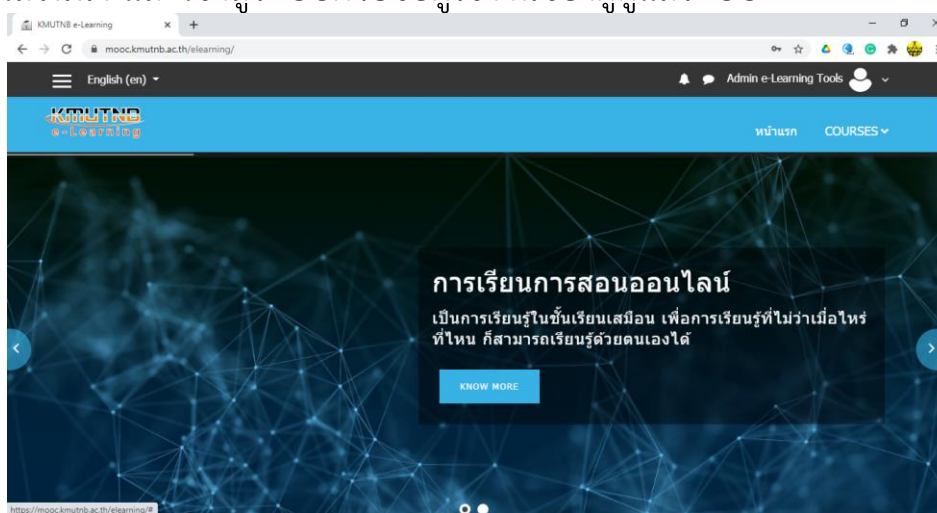 KMUTNB e-Learning
mooc.kmutnb.ac.th/elearning/
English (en)
Admin e-Learning Tools
KMUTNB
e-Learning
หน้าแรก COURSES
การเรียนการสอนออนไลน์
เป็นการเรียนรู้ในชั้นเรียนเสมือน เพื่อการเรียนรู้ที่ไม่ว่าเมื่อไหร่
ที่ไหน ก็สามารถเรียนรู้ด้วยตนเองได้
KNOW MORE
https://mooc.kmutnb.ac.th/elearning/#